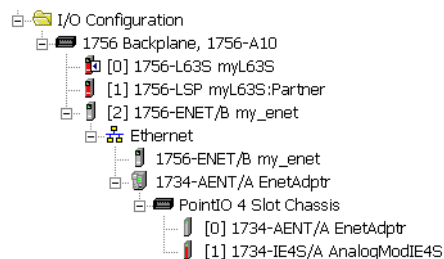 I/O Configuration
1756 Backplane, 1756-A10
[0] 1756-L63S myL63S
[1] 1756-LSP myL63S:Partner
[2] 1756-ENET/B my_enet
Ethernet
1756-ENET/B my_enet
1734-AENT/A EnetAdptr
PointIO 4 Slot Chassis
[0] 1734-AENT/A EnetAdptr
[1] 1734-IE4S/A AnalogModIE4S